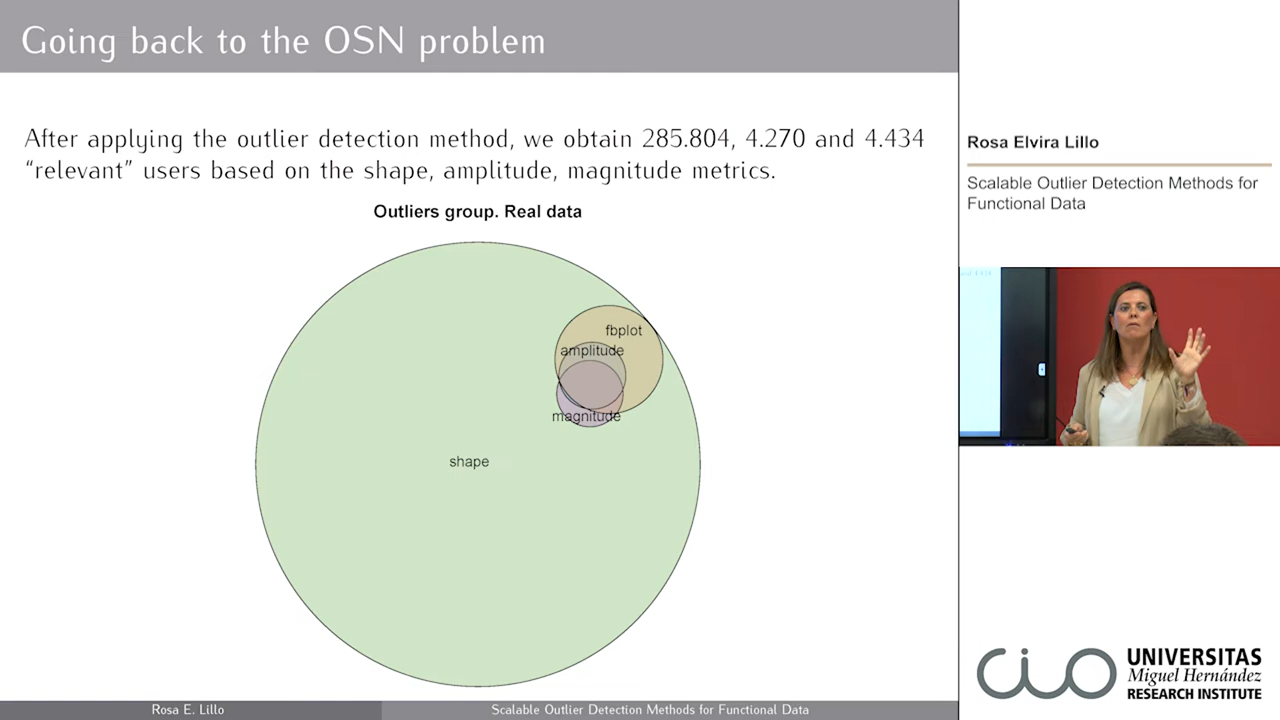 Going back to the OSN problem
After applying the outlier detection method, we obtain 285.804, 4.270 and 4.434
“relevant” users based on the shape, amplitude, magnitude metrics.
Outliers group. Real data
fbplot
amplitude
magnitude
shape
Rosa E. Lillo
Scalable Outlier Detection Methods for Functional Data
Rosa Elvira Lillo
Scalable Outlier Detection Methods for
Functional Data
cio
UNIVERSITAS
Miguel Hernández
RESEARCH INSTITUTE